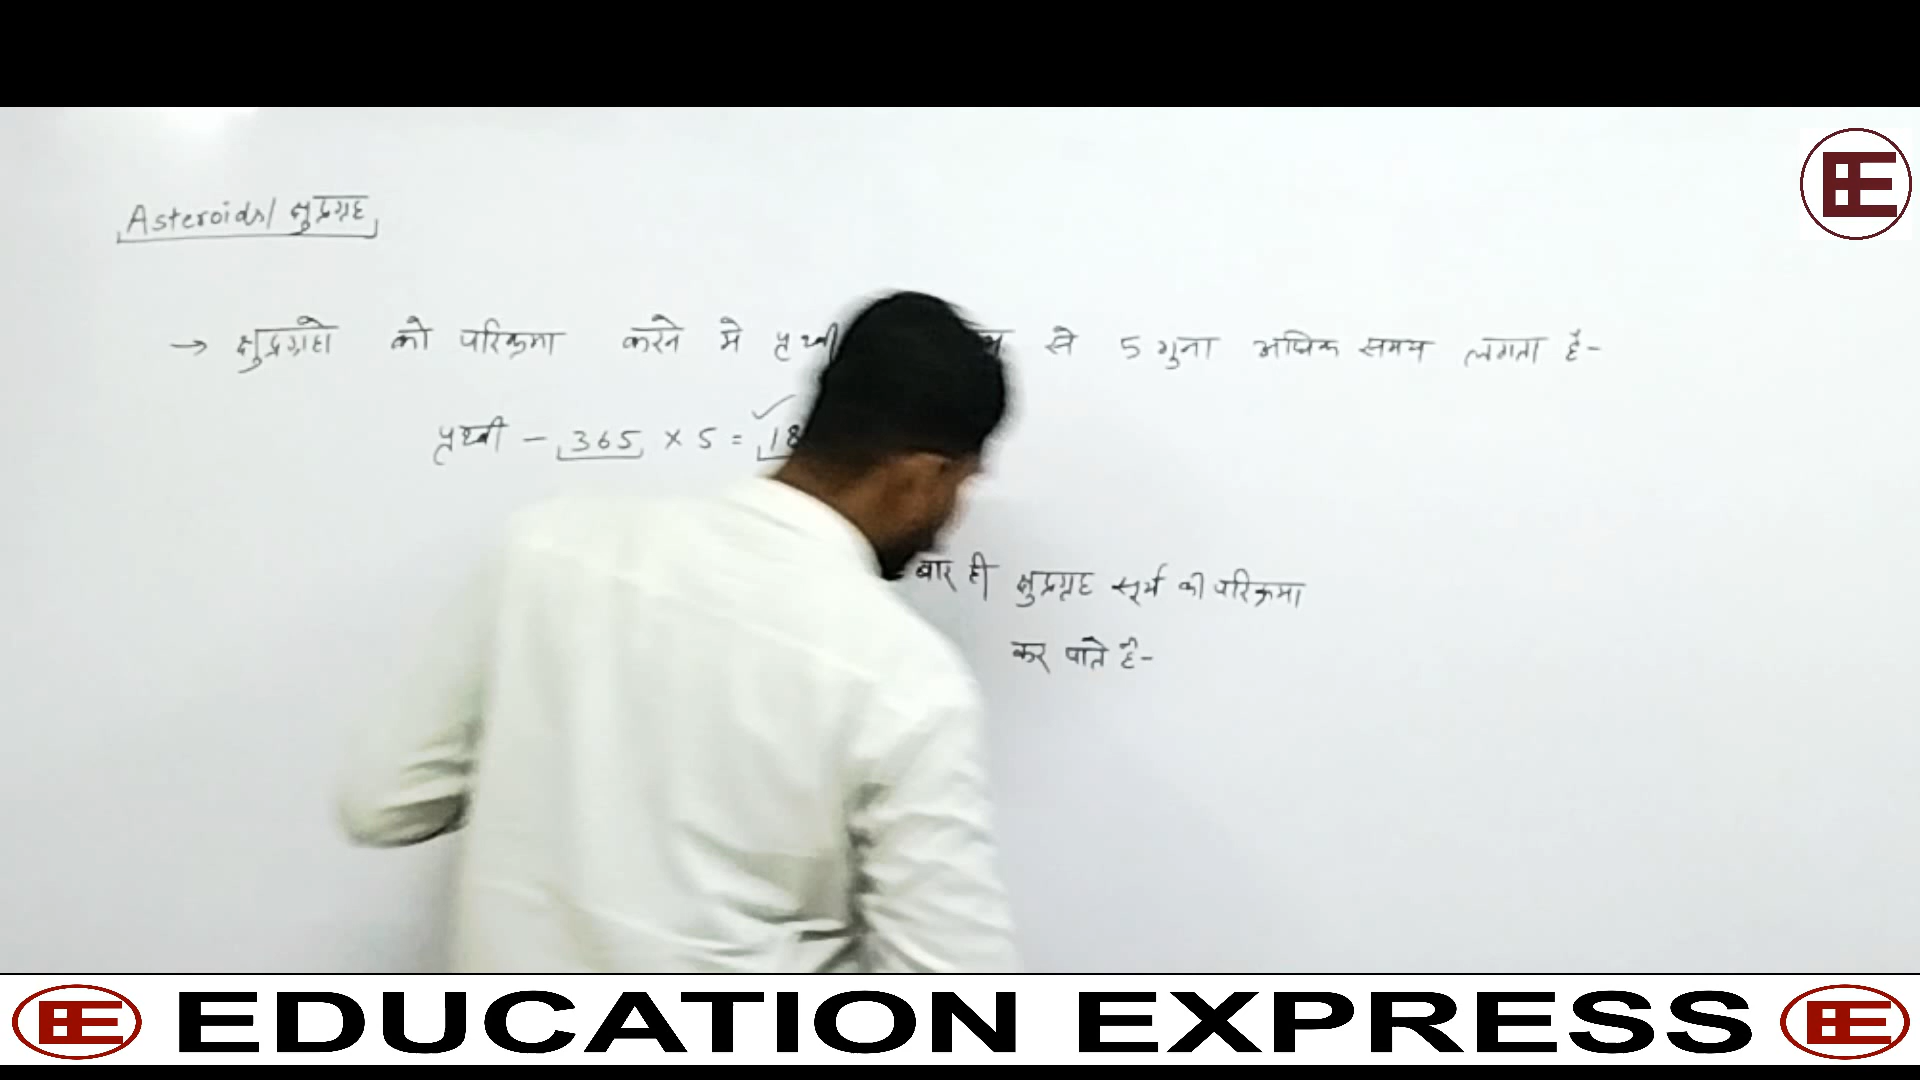 Asteroids/ क्षुद्रग्रह
→ क्षुद्रग्रहो को परिक्रमा करने मे पृथ्वी से 5 गुना अधिक समय लगता है-
पृथ्वी - 365 × 5 = 18
बार ही क्षुद्रग्रह सूर्य की परिक्रमा
कर पाते है-
EDUCATION EXPRESS